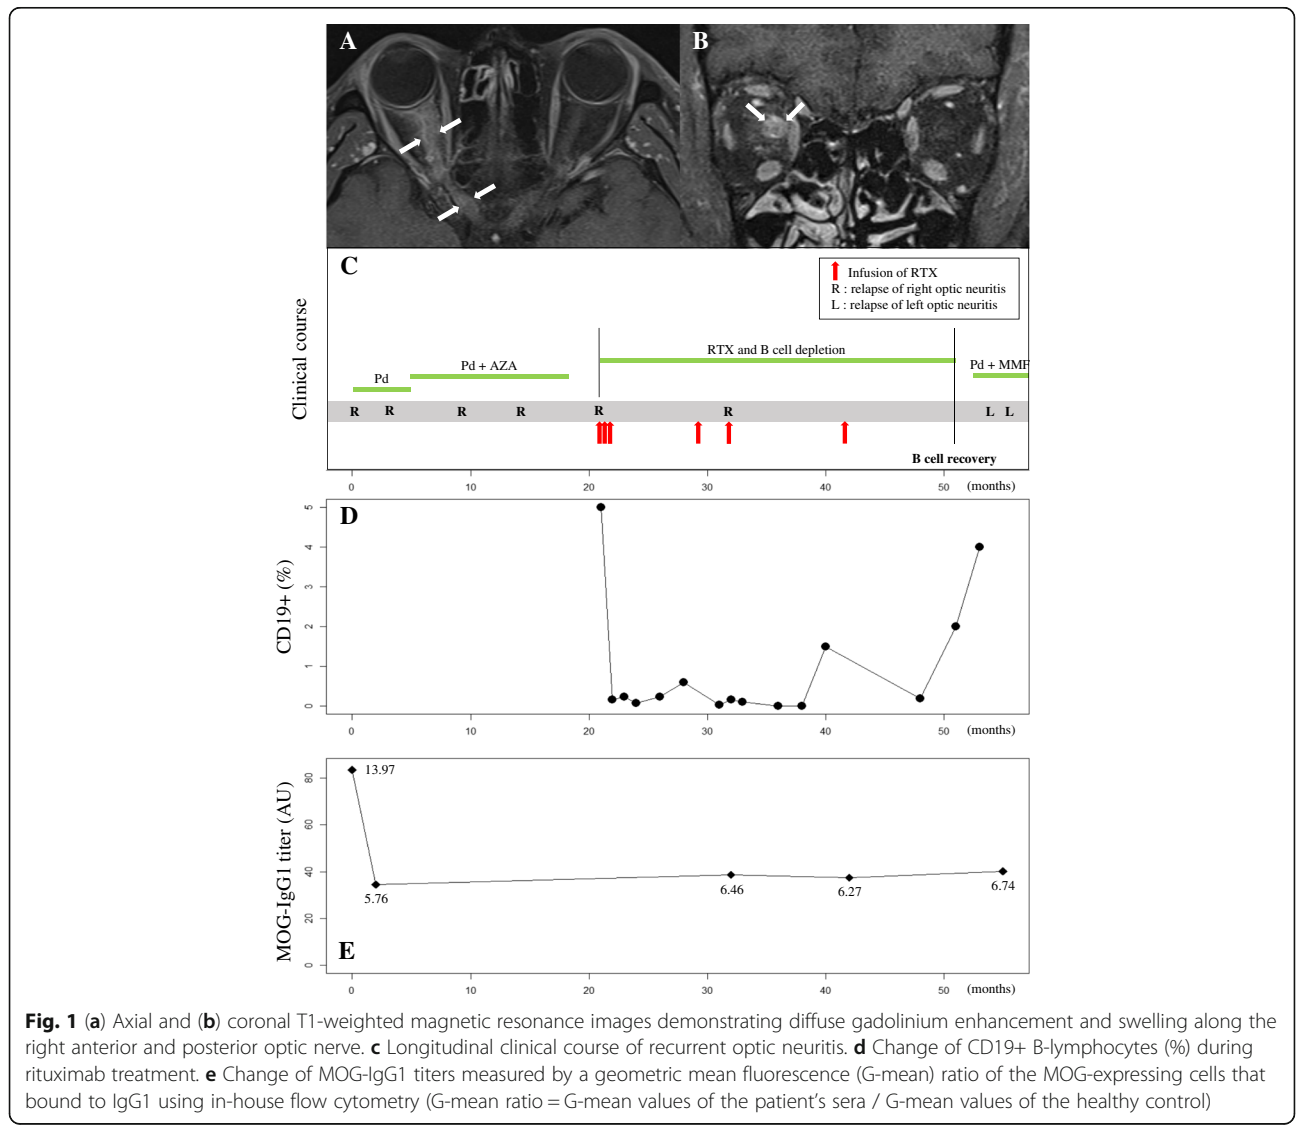 A
B
C
Clinical course
Infusion of RTX
R : relapse of right optic neuritis
L : relapse of left optic neuritis
Pd
Pd + AZA
RTX and B cell depletion
Pd + MMF
R R R R R R L L
B cell recovery
0 10 20 30 40 50 (months)
D
CD19+ (%)
5
4
3
2
1
0
0 10 20 30 40 50 (months)
E
MOG-IgG1 titer (AU)
80
60
40
20
0
13.97
5.76
6.46
6.27
6.74
0 10 20 30 40 50 (months)
Fig. 1 (a) Axial and (b) coronal T1-weighted magnetic resonance images demonstrating diffuse gadolinium enhancement and swelling along the
right anterior and posterior optic nerve. c Longitudinal clinical course of recurrent optic neuritis. d Change of CD19+ B-lymphocytes (%) during
rituximab treatment. e Change of MOG-IgG1 titers measured by a geometric mean fluorescence (G-mean) ratio of the MOG-expressing cells that
bound to IgG1 using in-house flow cytometry (G-mean ratio = G-mean values of the patient's sera / G-mean values of the healthy control)